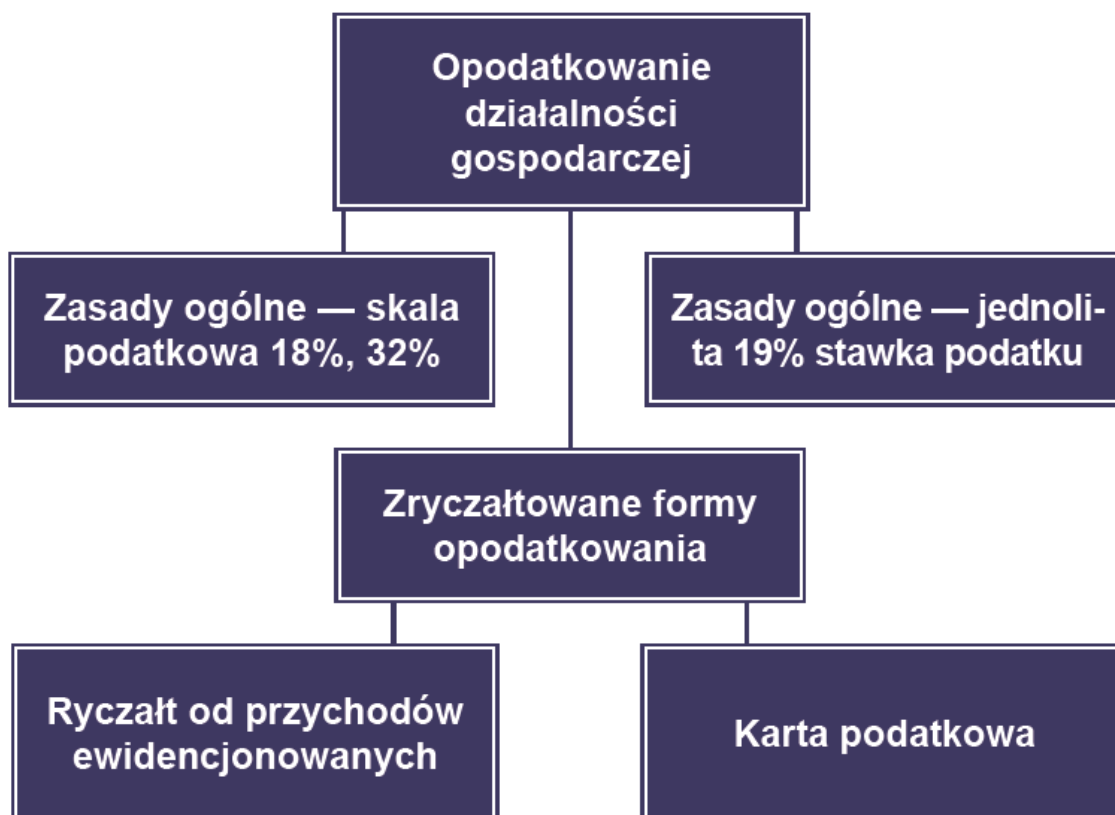 Opodatkowanie
działalności
gospodarczej
Zasady ogólne — skala
podatkowa 18%, 32%
Zasady ogólne — jednoli-
ta 19% stawka podatku
Zryczałtowane formy
opodatkowania
Ryczałt od przychodów
ewidencjonowanych
Karta podatkowa